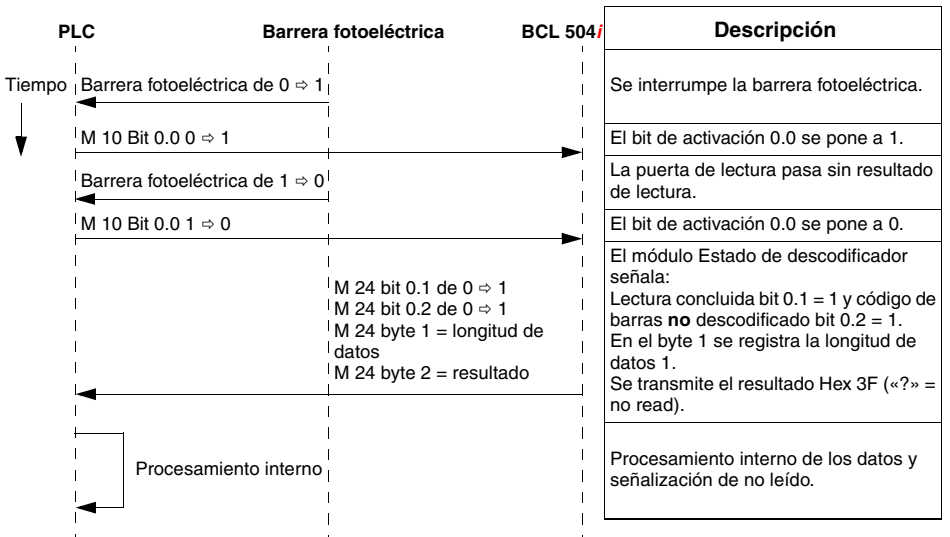 PLC
Barrera fotoeléctrica
BCL 504i
Descripción
Tiempo
Barrera fotoeléctrica de 0 ⇨ 1
Se interrumpe la barrera fotoeléctrica.
M 10 Bit 0.0 0 ⇨ 1
El bit de activación 0.0 se pone a 1.
Barrera fotoeléctrica de 1 ⇨ 0
La puerta de lectura pasa sin resultado
de lectura.
M 10 Bit 0.0 1 ⇨ 0
El bit de activación 0.0 se pone a 0.
M 24 bit 0.1 de 0 ⇨ 1
M 24 bit 0.2 de 0 ⇨ 1
M 24 byte 1 = longitud de
datos
M 24 byte 2 = resultado
El módulo Estado de descodificador
señala:
Lectura concluida bit 0.1 = 1 y código de
barras no descodificado bit 0.2 = 1.
En el byte 1 se registra la longitud de
datos 1.
Se transmite el resultado Hex 3F («?» =
no read).
Procesamiento interno
Procesamiento interno de los datos y
señalización de no leído.